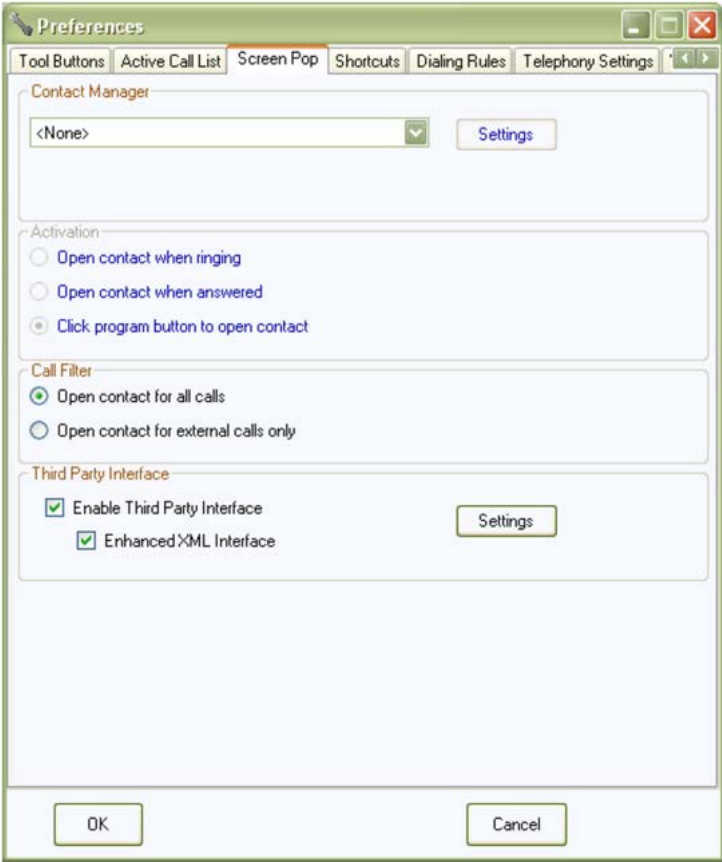 Preferences
Tool Buttons Active Call List Screen Pop Shortcuts Dialing Rules Telephony Settings
Contact Manager
<None> Settings
Activation
Open contact when ringing
Open contact when answered
Click program button to open contact
Call Filter
Open contact for all calls
Open contact for external calls only
Third Party Interface
Enable Third Party Interface Settings
Enhanced XML Interface
OK Cancel